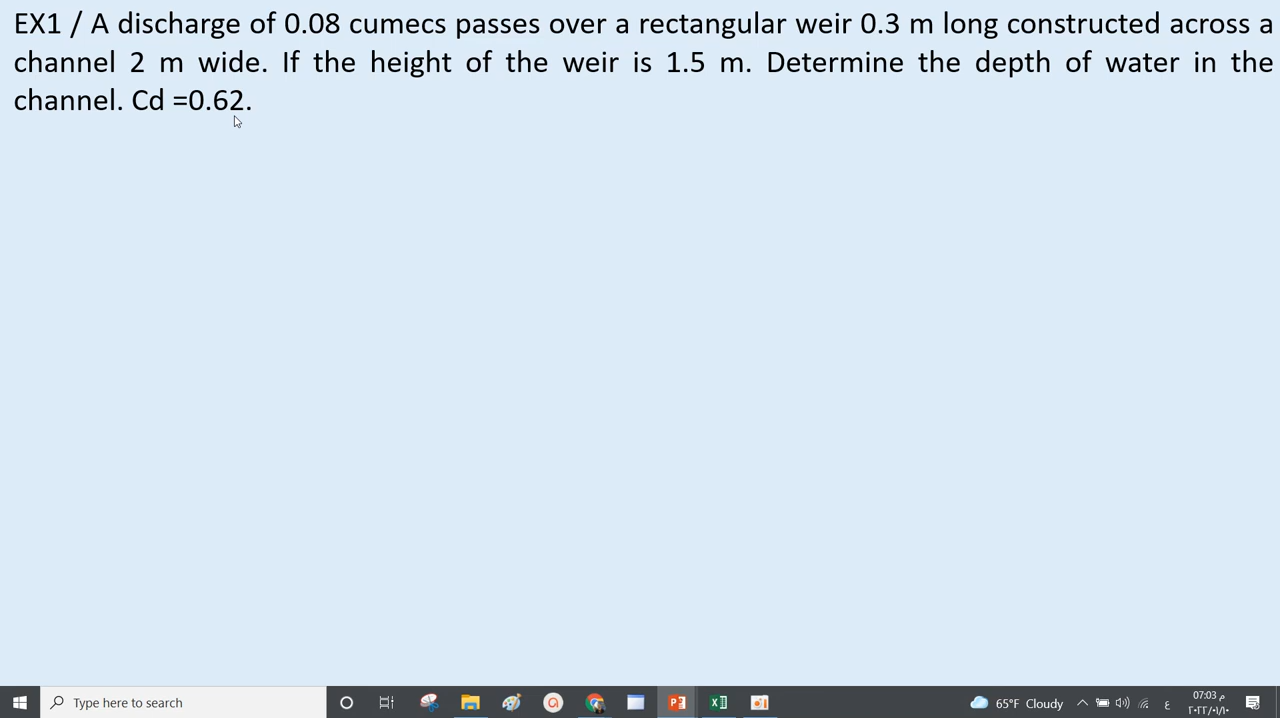 EX1 / A discharge of 0.08 cumecs passes over a rectangular weir 0.3 m long constructed across a
channel 2 m wide. If the height of the weir is 1.5 m. Determine the depth of water in the
channel. Cd =0.62.
Type here to search
65°F Cloudy
ع
07:03 م